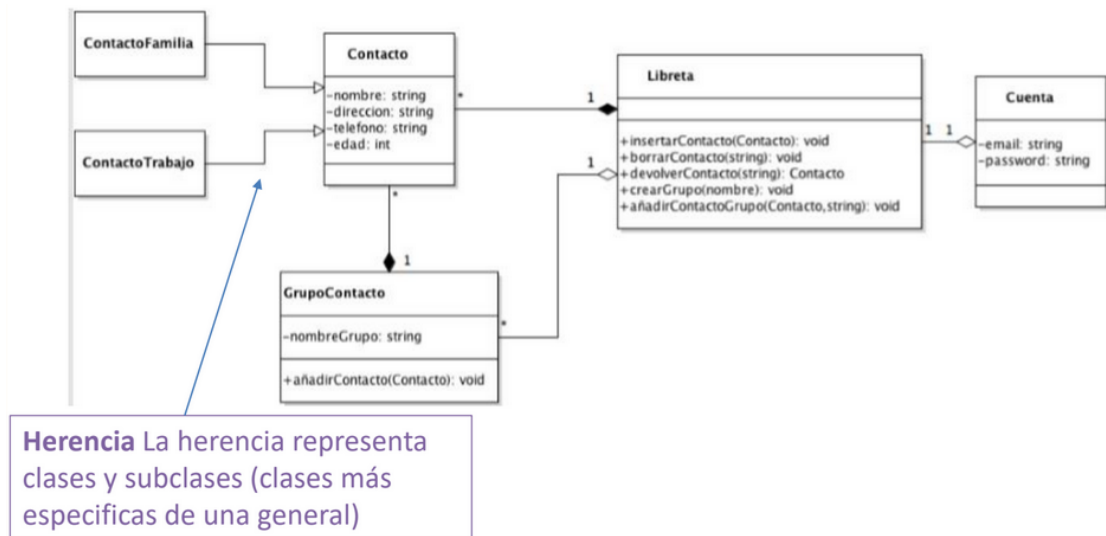 ContactoFamilia
ContactoTrabajo
Contacto
-nombre: string
-direccion: string
-telefono: string
-edad: int
*
1
*
1
Libreta
+insertarContacto(Contacto): void
+borrarContacto(string): void
+devolverContacto(string): Contacto
+crearGrupo(nombre): void
+añadirContactoGrupo(Contacto,string): void
1
*
1 1
Cuenta
-email: string
-password: string
GrupoContacto
-nombreGrupo: string
+añadirContacto(Contacto): void
Herencia La herencia representa
clases y subclases (clases más
especificas de una general)